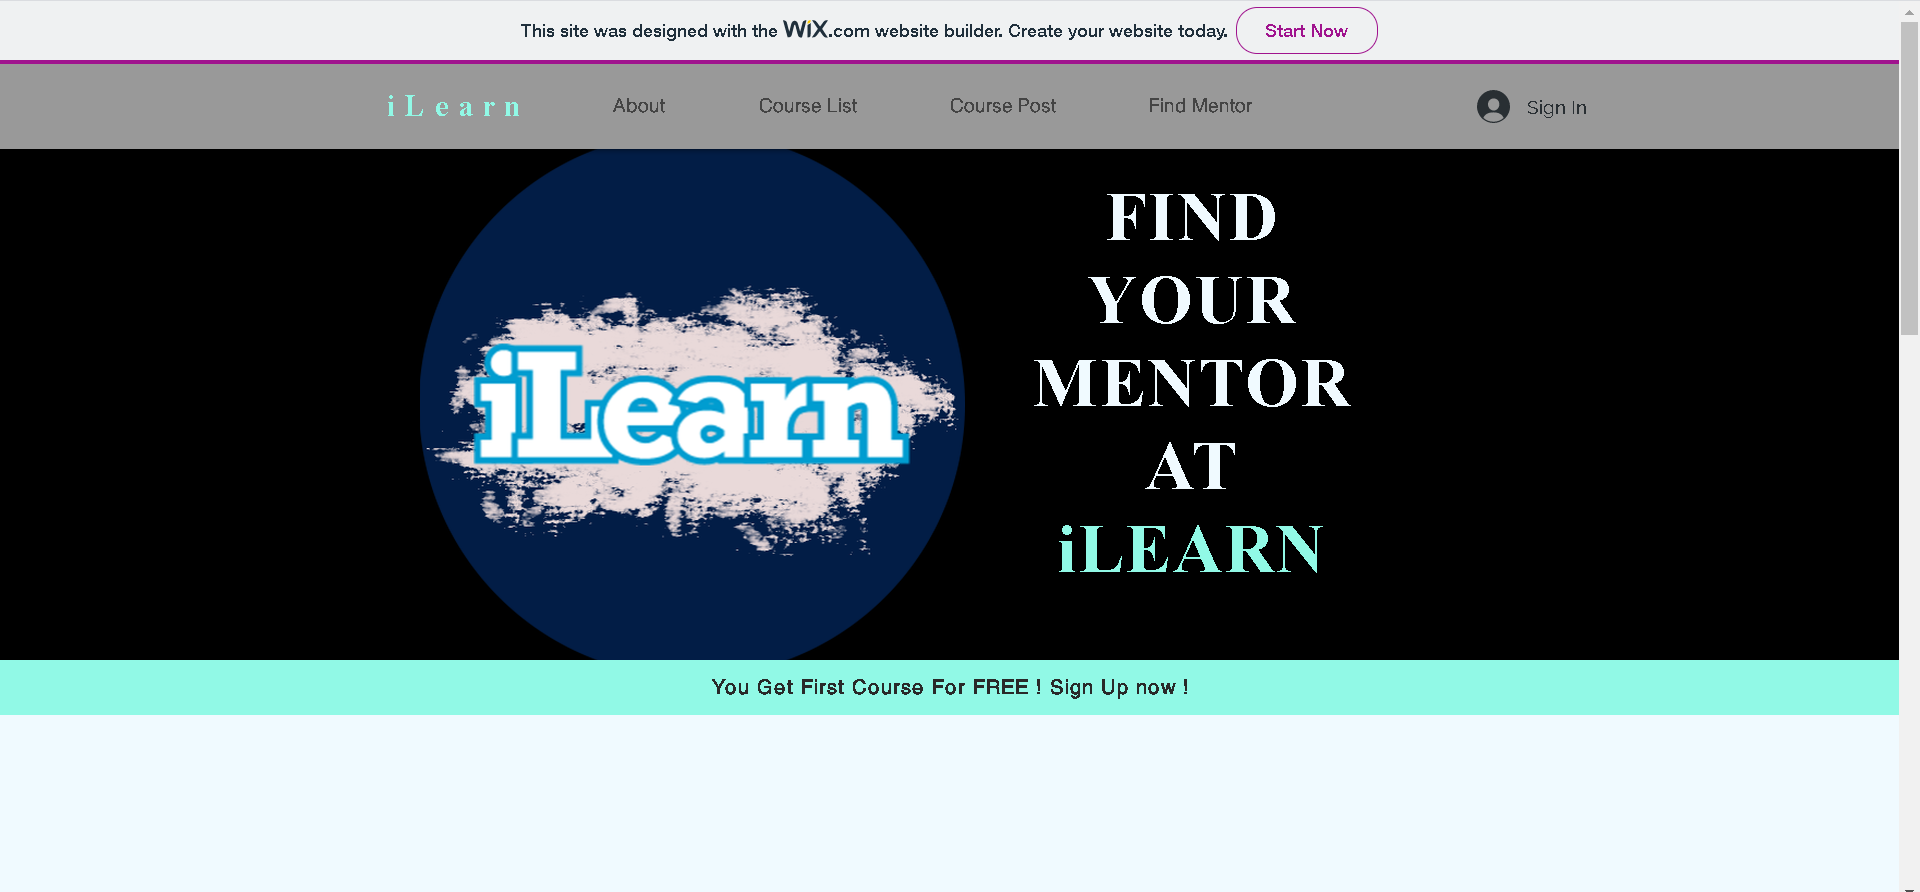 This site was designed with the WiX.com website builder. Create your website today. Start Now
iLearn About Course List Course Post Find Mentor Sign In
iLearn
FIND
YOUR
MENTOR
AT
iLEARN
You Get First Course For FREE ! Sign Up now !